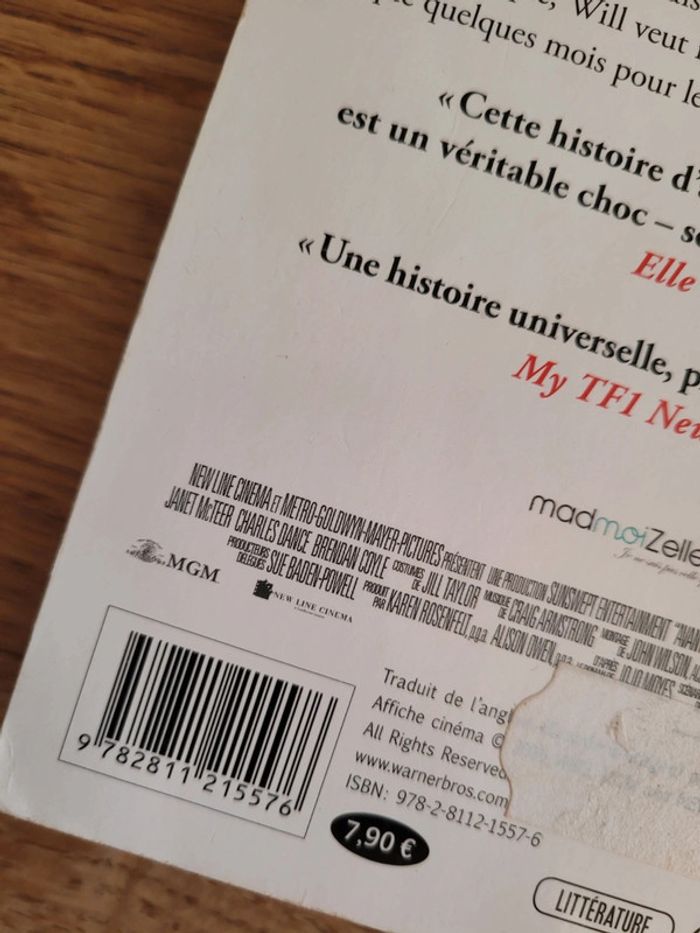 , Will veut
quelques mois pour le
« Cette histoire d'
est un véritable choc – s
Elle
« Une histoire universelle, p
My TF1 Ne
madmoiZelle
NEW LINE CINEMA ET METRO-GOLDWYN-MAYER-PICTURES PRÉSENTENT UNE PRODUCTION SUNSWEPT ENTERTAINMENT
JANET McTEER CHARLES DANCE BRENDAN COYLE COSTUMES DE JILL TAYLOR MUSIQUE DE CRAIG ARMSTRONG MONTAGE DE JOHN WILSON
PRODUCTEURS DÉLÉGUÉS SUE BADEN-POWELL PRODUIT PAR KAREN ROSENFELT, p.g.a. ALISON OWEN, p.g.a. D'APRÈS JOJO MOYES
MGM
NEW LINE CINEMA
Traduit de l'angl
Affiche cinéma ©
All Rights Reserved
www.warnerbros.com
ISBN: 978-2-8112-1557-6
9 782811 215576
7,90 €
LITTÉRATURE